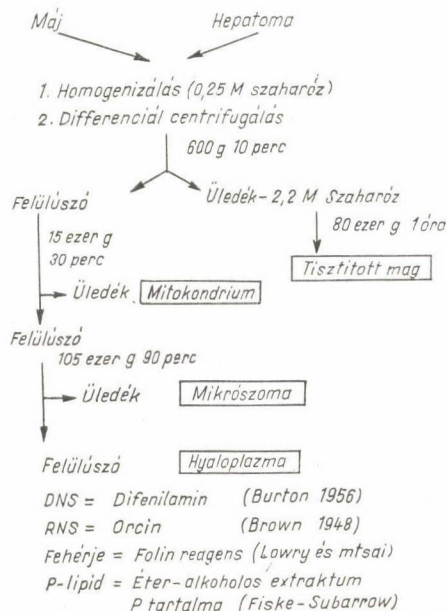 Máj Hepatoma
1. Homogenizálás (0,25 M szaharóz)
2. Differenciál centrifugálás
600 g 10 perc
Felülúszó
Üledék - 2,2 M Szaharóz
15 ezer g
30 perc
80 ezer g 1 óra
Tisztított mag
Üledék Mitokondrium
Felülúszó
105 ezer g 90 perc
Üledék Mikrószoma
Felülúszó Hyaloplazma
DNS = Difenilamin (Burton 1956)
RNS = Orcin (Brown 1948)
Fehérje = Folin reagens (Lowry és mtsai)
P-lipid = Éter-alkoholos extraktum
P tartalma (Fiske-Subarraw)